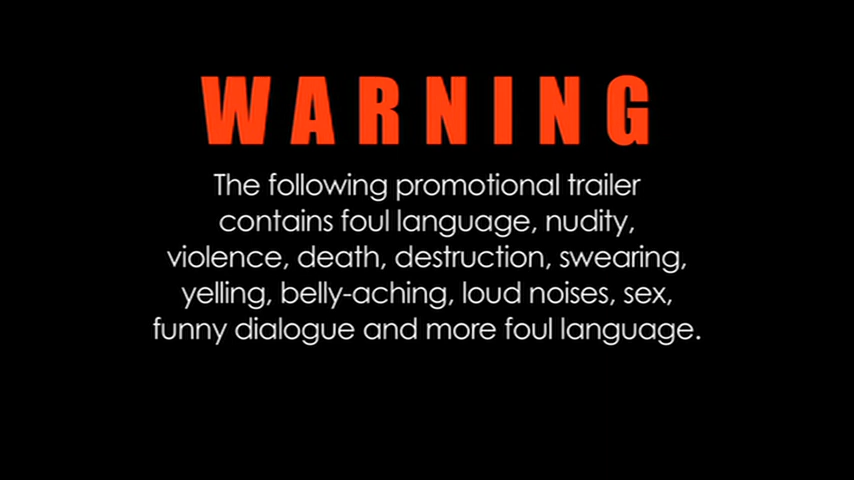 WARNING
The following promotional trailer
contains foul language, nudity,
violence, death, destruction, swearing,
yelling, belly-aching, loud noises, sex,
funny dialogue and more foul language.